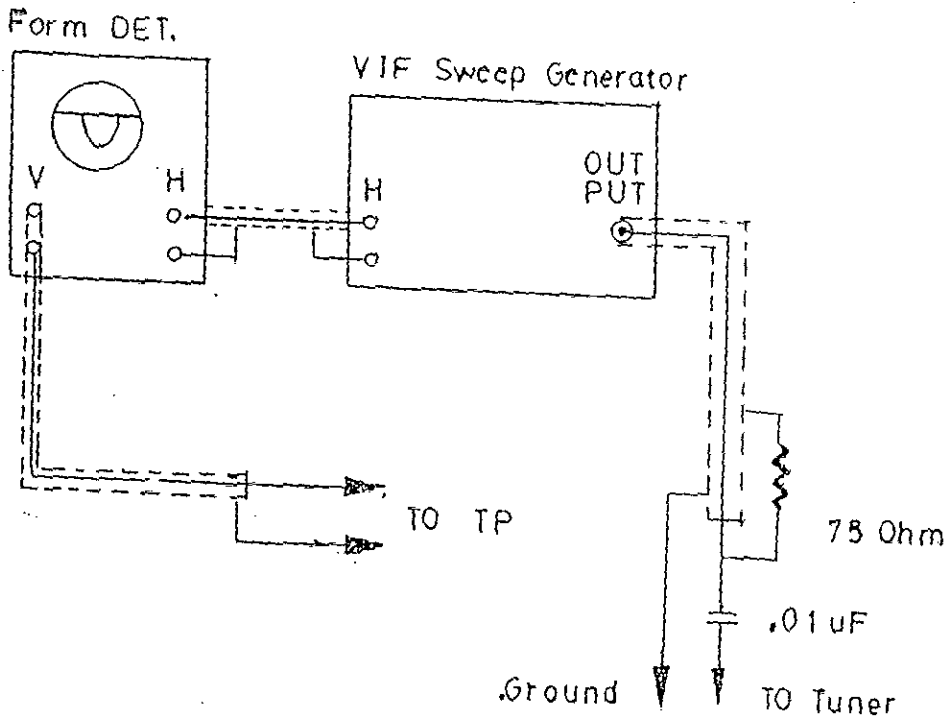 Form DET.
VIF Sweep Generator
V
H
H
OUT
PUT
TO TP
75 Ohm
.01uF
.Ground
TO Tuner